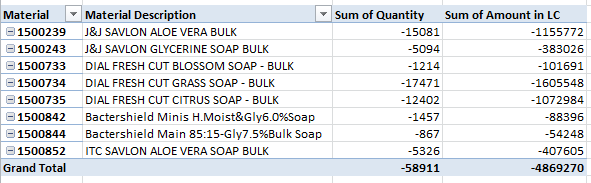 Material Material Description Sum of Quantity Sum of Amount in LC
1500239 J&J SAVLON ALOE VERA BULK -15081 -1155772
1500243 J&J SAVLON GLYCERINE SOAP BULK -5094 -383026
1500733 DIAL FRESH CUT BLOSSOM SOAP - BULK -1214 -101691
1500734 DIAL FRESH CUT GRASS SOAP - BULK -17471 -1605548
1500735 DIAL FRESH CUT CITRUS SOAP - BULK -12402 -1072984
1500842 Bactershield Minis H.Moist&Gly6.0%Soap -1457 -88396
1500844 Bactershield Main 85:15-Gly7.5%Bulk Soap -867 -54248
1500852 ITC SAVLON ALOE VERA SOAP BULK -5326 -407605
Grand Total -58911 -4869270